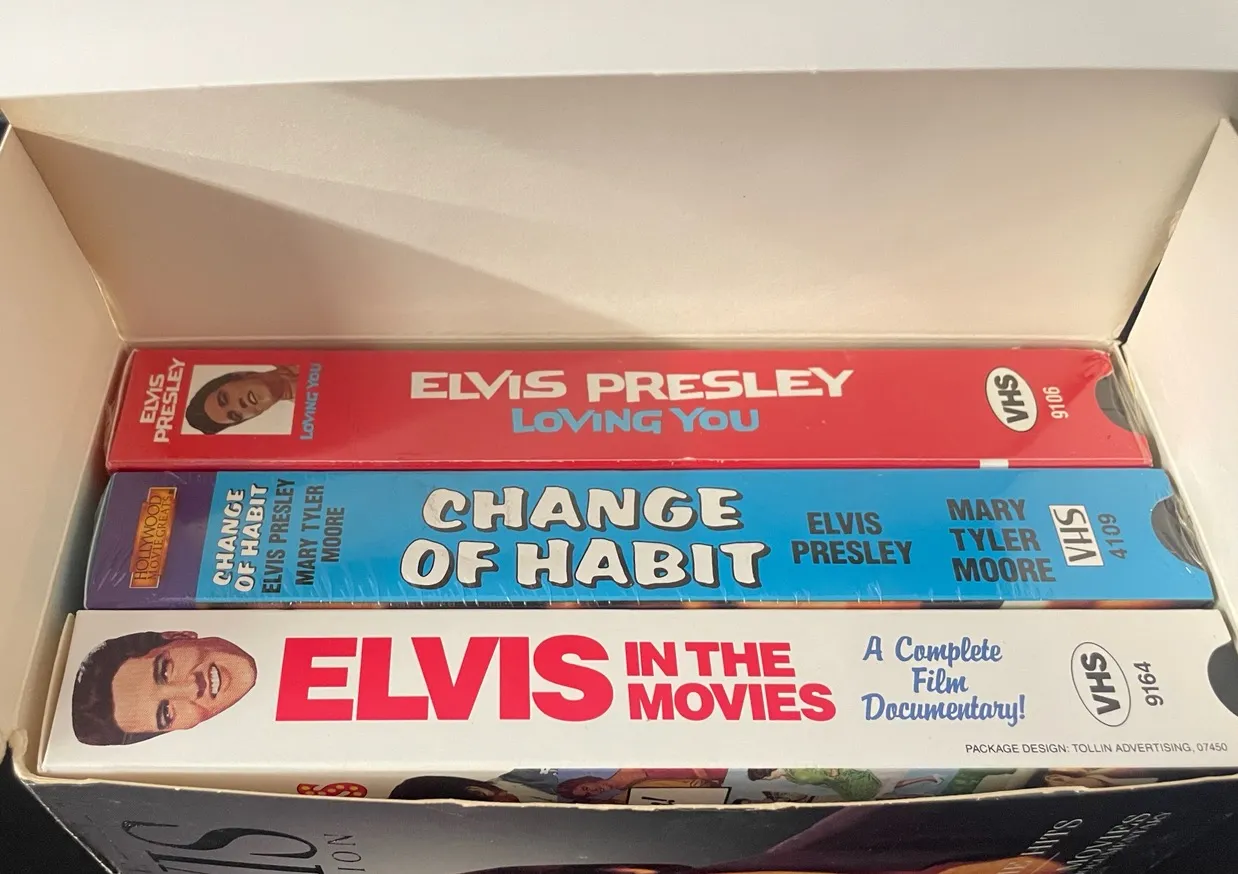 ELVIS
PRESLEY
LOVING YOU
ELVIS PRESLEY
LOVING YOU
VHS
9106
HOLLYWOOD
MOVIE GREATS
CHANGE
OF HABIT
ELVIS PRESLEY
MARY TYLER
MOORE
CHANGE
OF HABIT
ELVIS
PRESLEY
MARY
TYLER
MOORE
VHS
4109
ELVIS
IN THE
MOVIES
A Complete
Film
Documentary!
VHS
9164
PACKAGE DESIGN: TOLLIN ADVERTISING, 07450
HITS
MOVIES